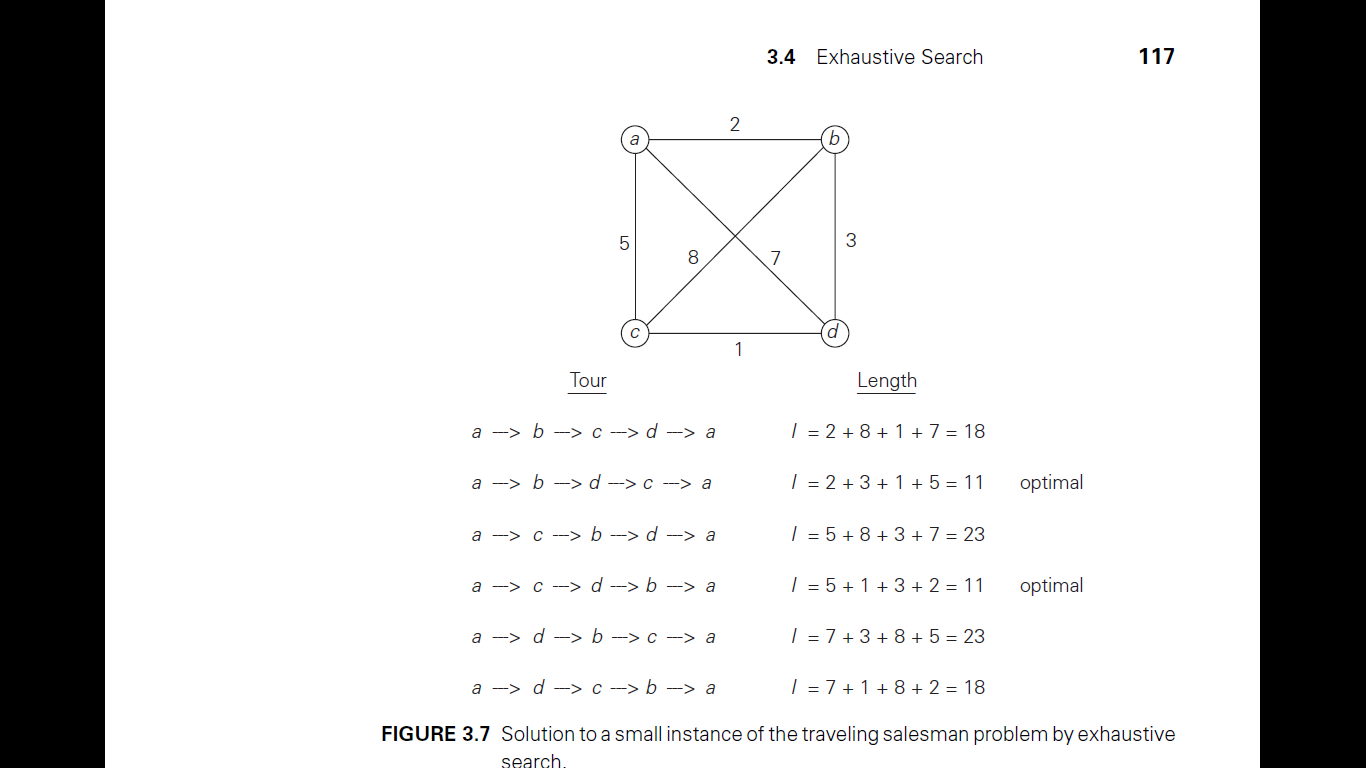 3.4 Exhaustive Search 117
2
a b
5 3
8 7
c d
1
Tour Length
a —> b —> c —> d —> a l = 2 + 8 + 1 + 7 = 18
a —> b —> d —> c —> a l = 2 + 3 + 1 + 5 = 11 optimal
a —> c —> b —> d —> a l = 5 + 8 + 3 + 7 = 23
a —> c —> d —> b —> a l = 5 + 1 + 3 + 2 = 11 optimal
a —> d —> b —> c —> a l = 7 + 3 + 8 + 5 = 23
a —> d —> c —> b —> a l = 7 + 1 + 8 + 2 = 18
FIGURE 3.7 Solution to a small instance of the traveling salesman problem by exhaustive
search.